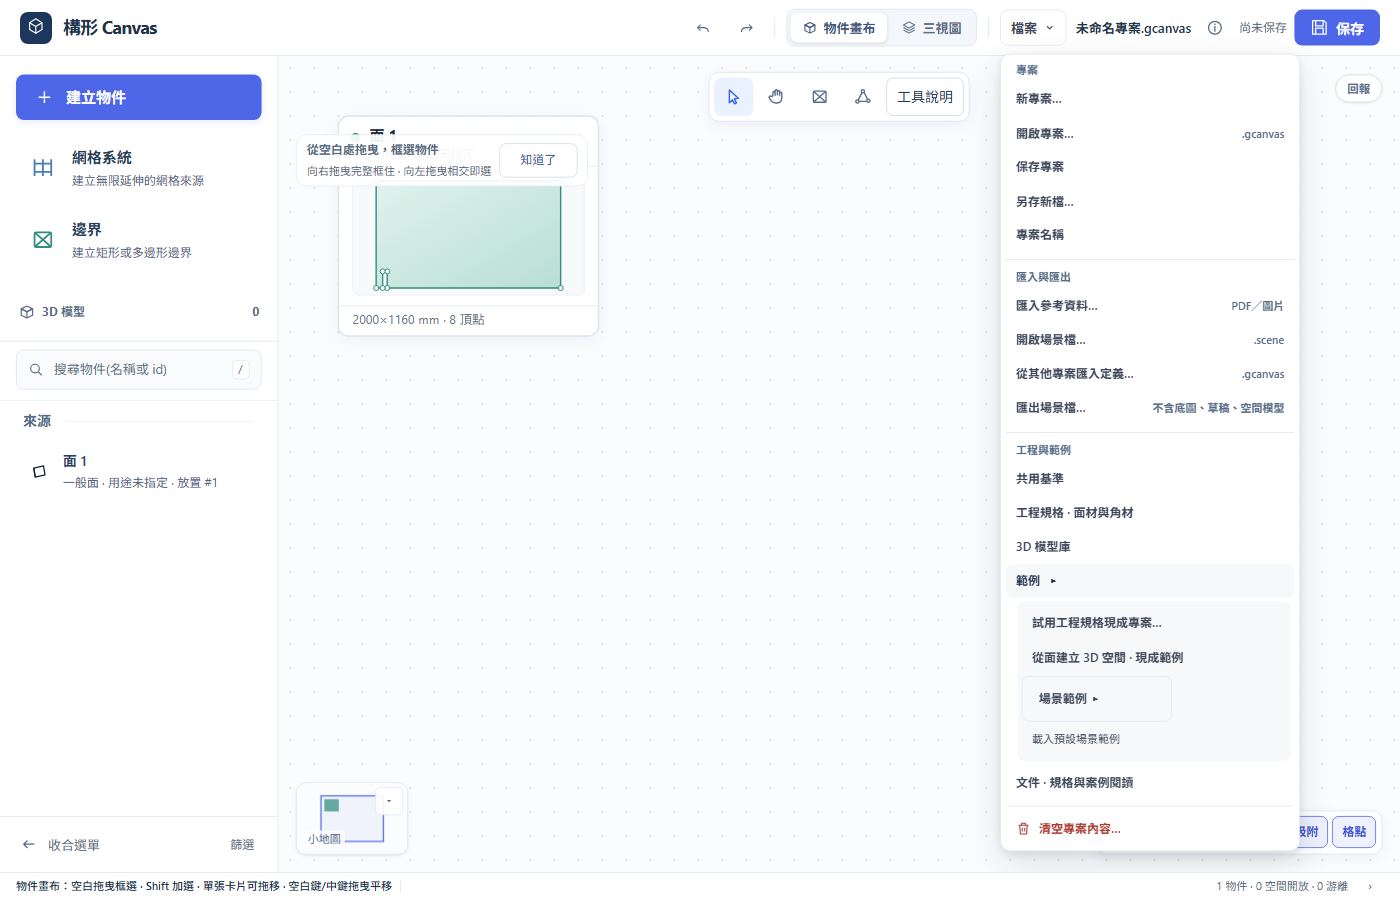 構形 Canvas
物件畫布
三視圖
檔案
未命名專案.gcanvas
尚未保存
保存
建立物件
網格系統
建立無限延伸的網格來源
邊界
建立矩形或多邊形邊界
3D 模型
0
搜尋物件(名稱或 id)
/
來源
面 1
一般面 · 用途未指定 · 放置 #1
收合選單
篩選
工具說明
回報
面 1
從空白處拖曳，框選物件
向右拖曳完整框住 · 向左拖曳相交即選
知道了
2000×1160 mm · 8 頂點
小地圖
專案
新專案...
開啟專案...
.gcanvas
保存專案
另存新檔...
專案名稱
匯入與匯出
匯入參考資料...
PDF／圖片
開啟場景檔...
.scene
從其他專案匯入定義...
.gcanvas
匯出場景檔...
不含底圖、草稿、空間模型
工程與範例
共用基準
工程規格 · 面材與角材
3D 模型庫
範例 ▸
試用工程規格現成專案...
從面建立 3D 空間 · 現成範例
場景範例 ▸
載入預設場景範例
文件 · 規格與案例閱讀
清空專案內容...
吸附
格點
物件畫布：空白拖曳框選 · Shift 加選 · 單張卡片可拖移 · 空白鍵/中鍵拖曳平移
1 物件 · 0 空間開放 · 0 游離